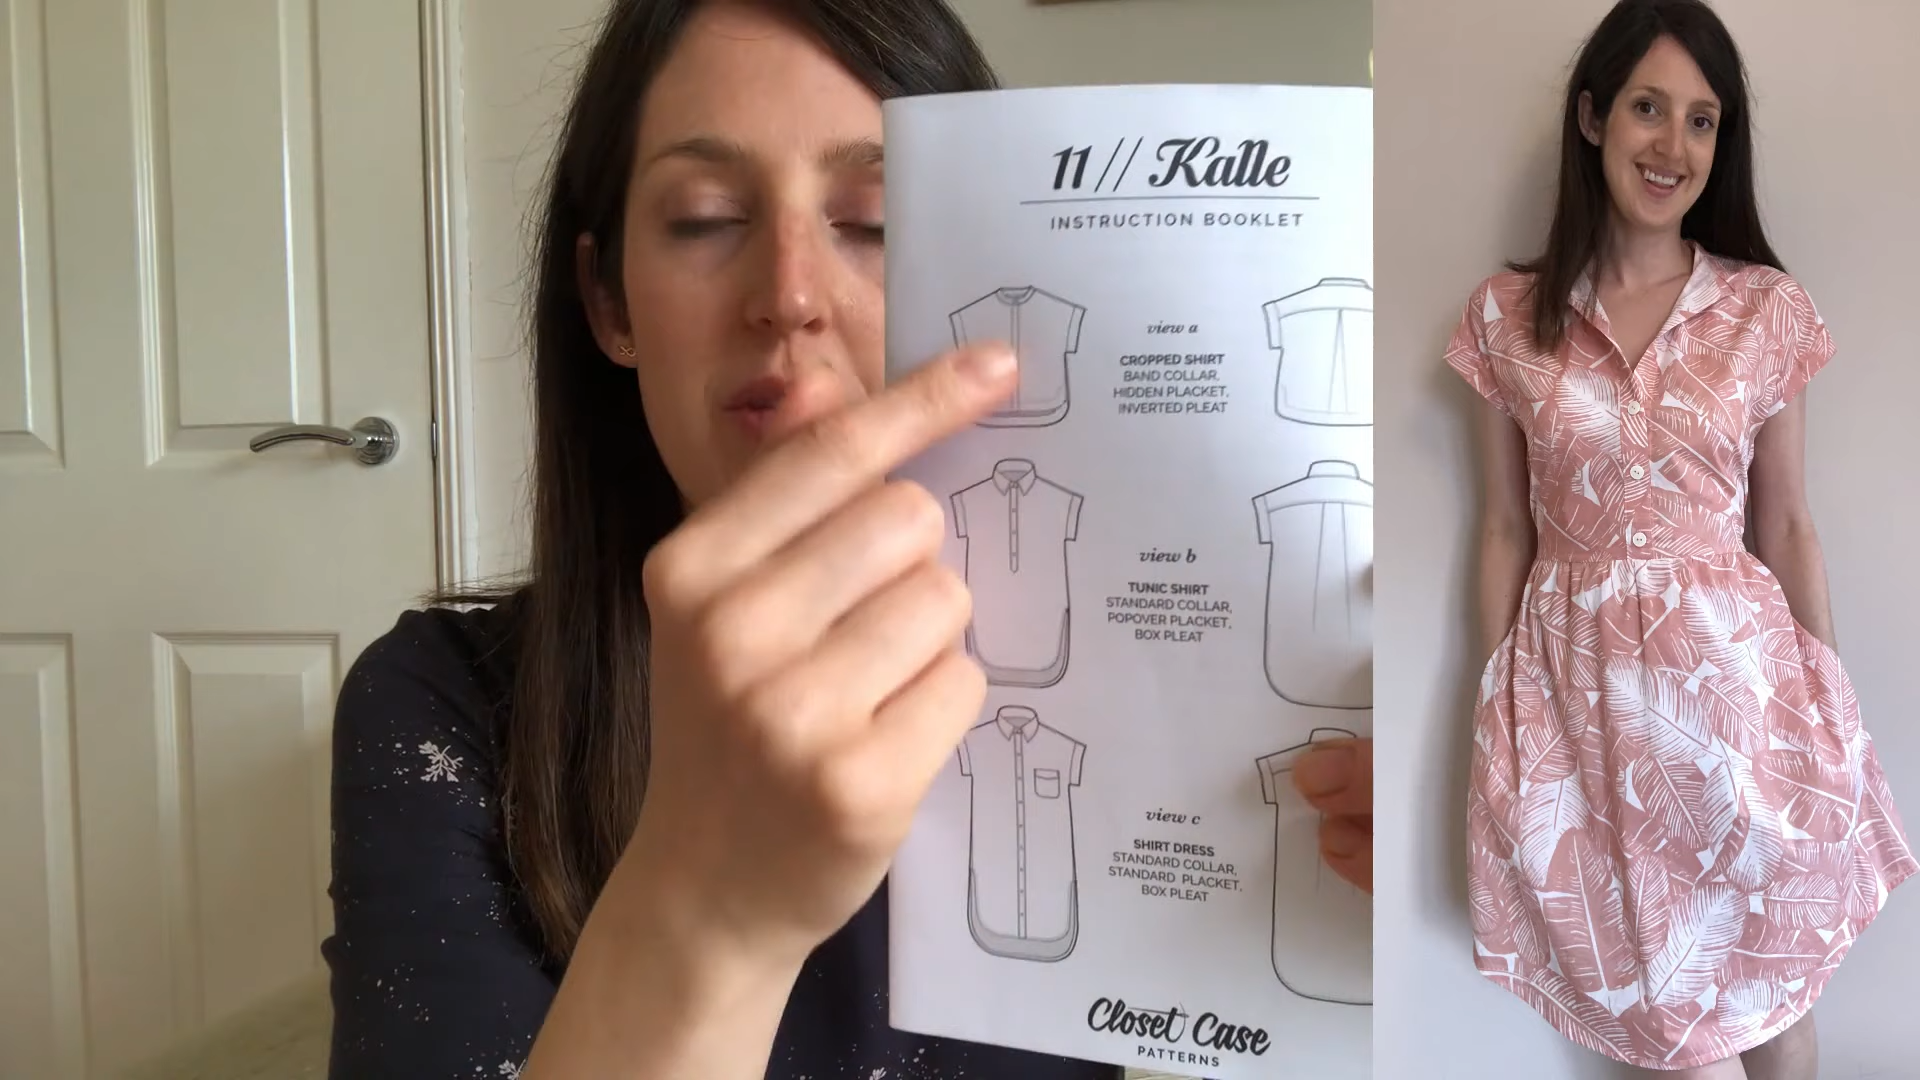 11 // Kalle
INSTRUCTION BOOKLET
view a
CROPPED SHIRT
BAND COLLAR,
HIDDEN PLACKET,
INVERTED PLEAT
view b
TUNIC SHIRT
STANDARD COLLAR,
POPOVER PLACKET,
BOX PLEAT
view c
SHIRT DRESS
STANDARD COLLAR,
STANDARD PLACKET,
BOX PLEAT
Closet Case
PATTERNS